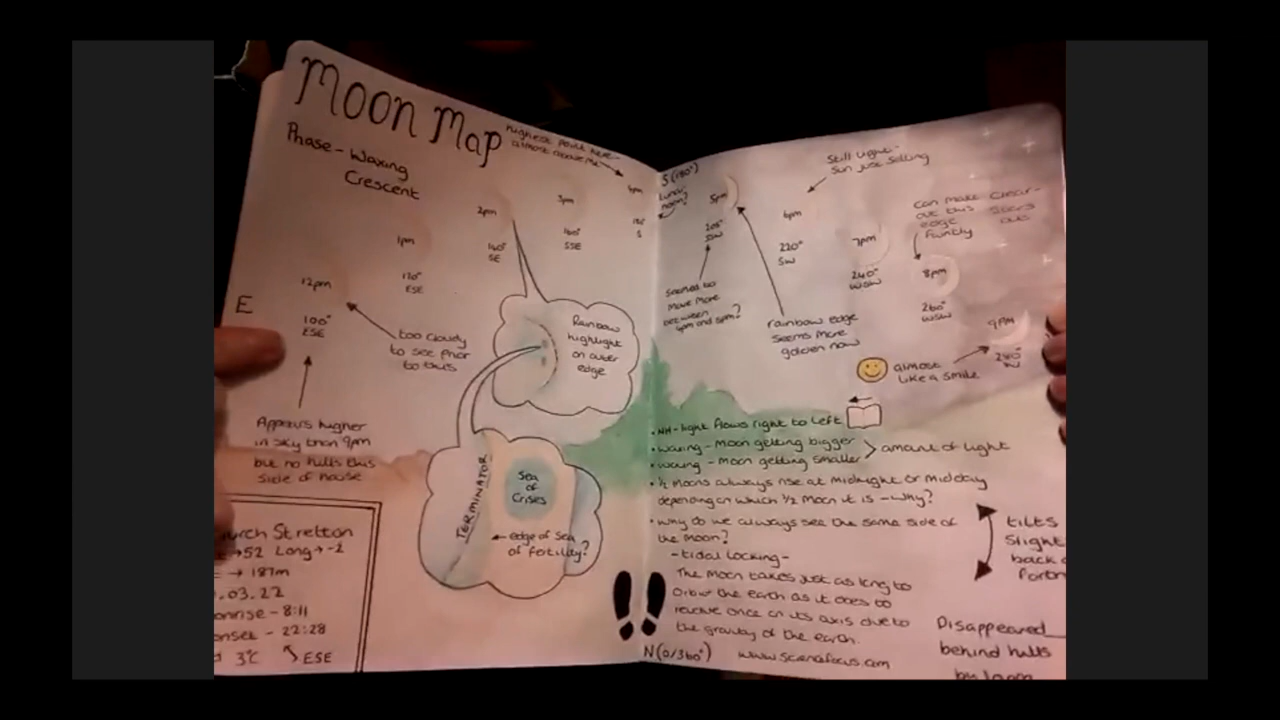 Moon Map
Phase - Waxing
Crescent
highest point here -
almost above me
E
12pm
100°
ESE
1pm
120°
ESE
2pm
140°
SE
3pm
160°
SSE
4pm
180°
S
too cloudy
to see prior
to this
Appears higher
in sky than 9pm
but no hills this
side of house
Rainbow
highlight
on outer
edge
TERMINATOR
Sea
of
Crises
edge of Sea
of fertility?
urch Stretton
→52 Long→-2
→ 187m
.03.22
onrise - 8:11
onset - 22:28
3°C
ESE
S (180°)
lunar
noon?
5pm
SSW
Seemed to
move more
between
4pm and 5pm?
rainbow edge
seems more
golden now
Still light -
Sun just setting
6pm
220°
SW
7pm
240°
WSW
can make
out this
edge
faintly
clear -
stars
out
8pm
260°
WSW
9pm
280°
almost
like a smile
• NH - light flows right to left
• waxing - Moon getting bigger
• waning - Moon getting smaller
> amount of light
• ½ Moons always rise at midnight or midday
depending on which ½ Moon it is - why?
• why do we always see the same side of
the Moon?
- tidal locking -
The Moon takes just as long to
orbit the earth as it does to
revolve once on its axis due to
the gravity of the earth.
N (0/360°)
www.sciencefocus.com
tilts
slight
back
Disappeared
behind hills